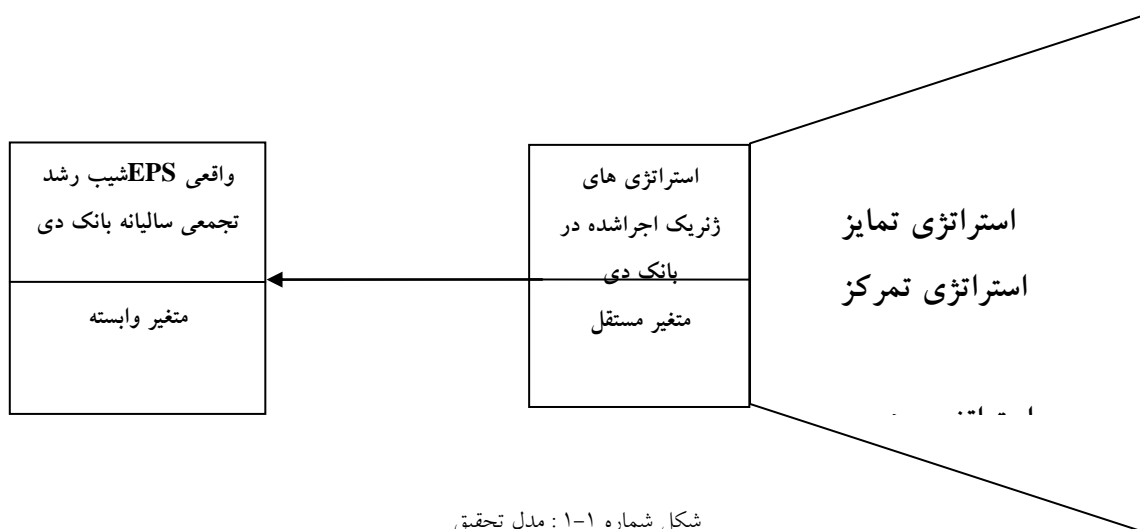 استراتژی تمایز
استراتژی تمرکز
استراتژی های
ژنریک اجراشده در
بانک دی
متغیر مستقل
واقعی EPSشیب رشد
تجمعی سالیانه بانک دی
متغیر وابسته
شکل شماره ۱-۱ : مدل تحقیق